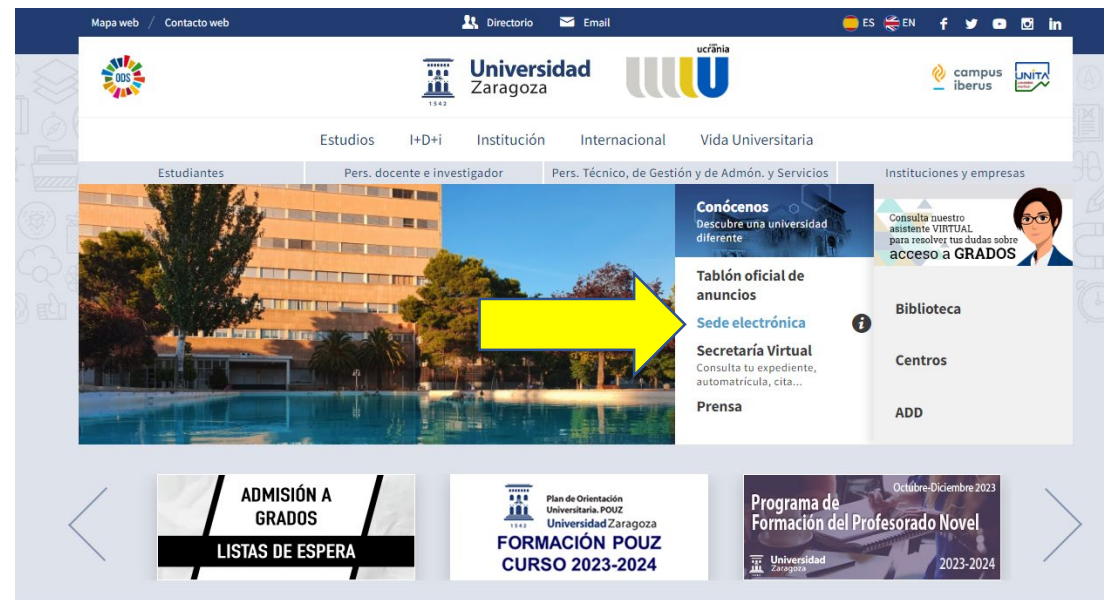 Mapa web / Contacto web
Directorio
Email
ES
EN
ODS
1542
Universidad
Zaragoza
con
ucrània
campus
iberus
UNITA
Estudios
I+D+i
Institución
Internacional
Vida Universitaria
Estudiantes
Pers. docente e investigador
Pers. Técnico, de Gestión y de Admón. y Servicios
Instituciones y empresas
Conócenos
Descubre una universidad
diferente
Tablón oficial de
anuncios
Sede electrónica
Secretaría Virtual
Consulta tu expediente,
automatrícula, cita...
Prensa
Consulta nuestro
asistente VIRTUAL
para resolver tus dudas sobre
acceso a GRADOS
Biblioteca
Centros
ADD
ADMISIÓN A
GRADOS
LISTAS DE ESPERA
Plan de Orientación
Universitaria. POUZ
1542
Universidad Zaragoza
FORMACIÓN POUZ
CURSO 2023-2024
Octubre-Diciembre 2023
Programa de
Formación del Profesorado Novel
Universidad
Zaragoza
2023-2024